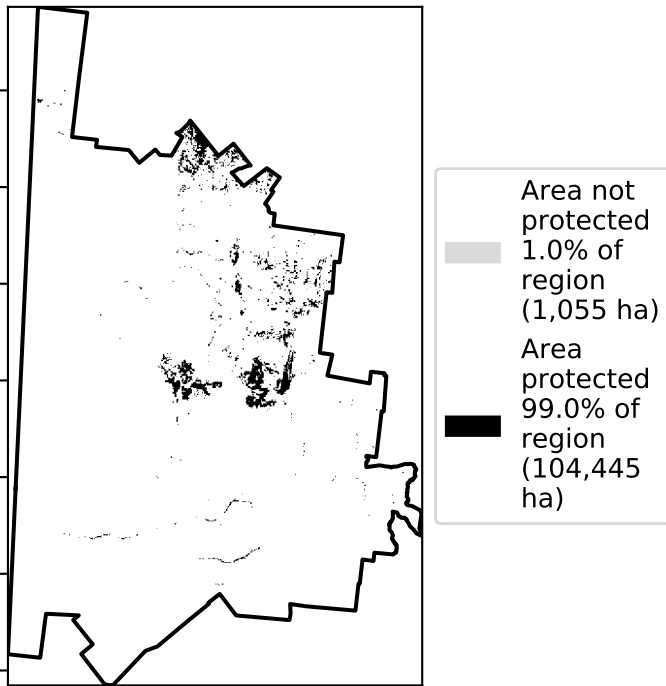 Area not
protected
1.0% of
region
(1,055 ha)
Area
protected
99.0% of
region
(104,445
ha)